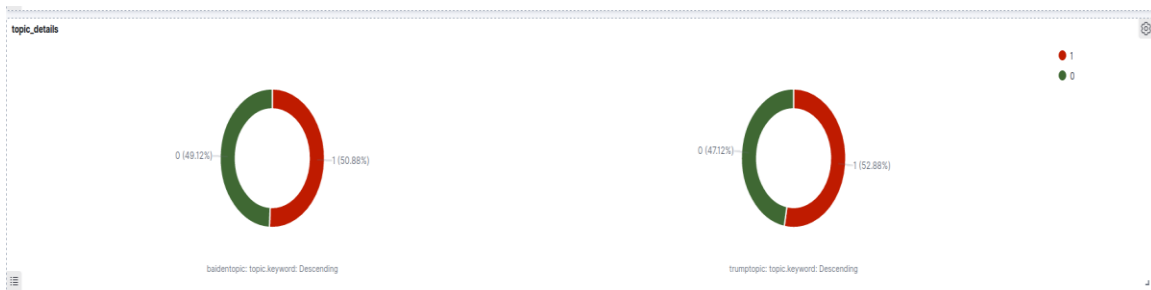 topic_details
1
0
0 (49.12%)
1 (50.88%)
0 (47.12%)
1 (52.88%)
baidentopic: topic.keyword: Descending
trumptopic: topic.keyword: Descending